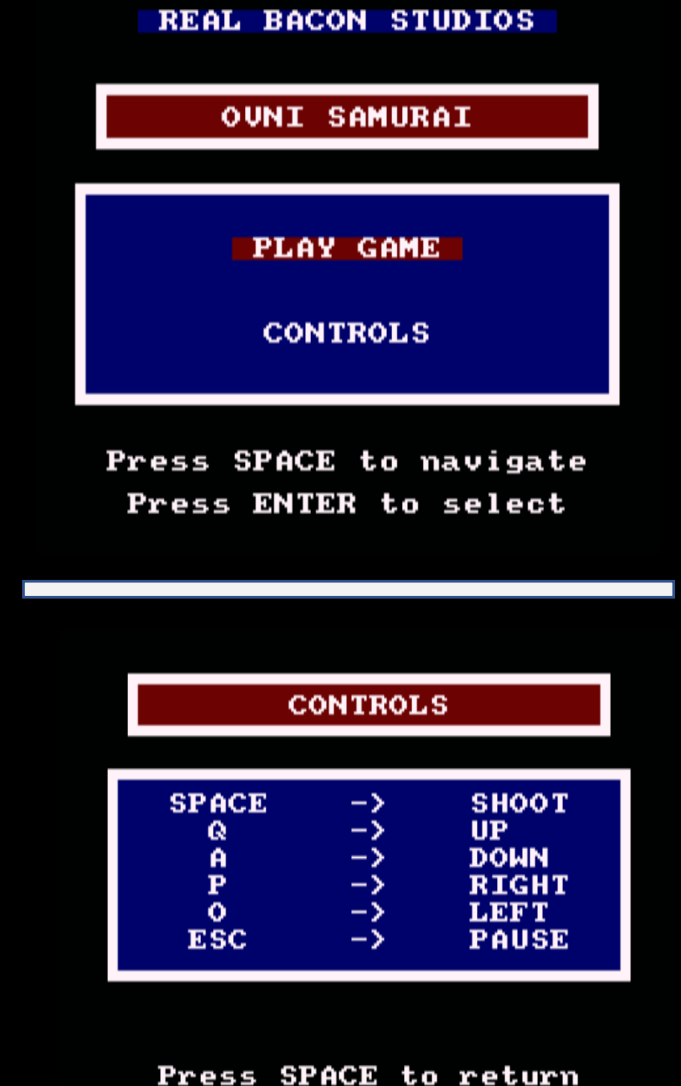 REAL BACON STUDIOS
OVNI SAMURAI
PLAY GAME
CONTROLS
Press SPACE to navigate
Press ENTER to select
CONTROLS
SPACE -> SHOOT
Q -> UP
A -> DOWN
P -> RIGHT
O -> LEFT
ESC -> PAUSE
Press SPACE to return